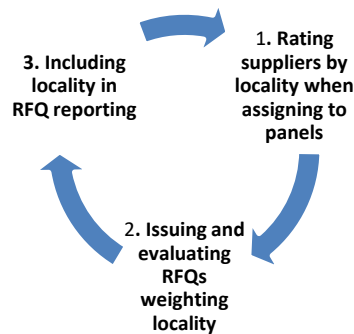 1. Rating
suppliers by
locality when
assigning to
panels
2. Issuing and
evaluating
RFQs
weighting
locality
3. Including
locality in
RFQ reporting